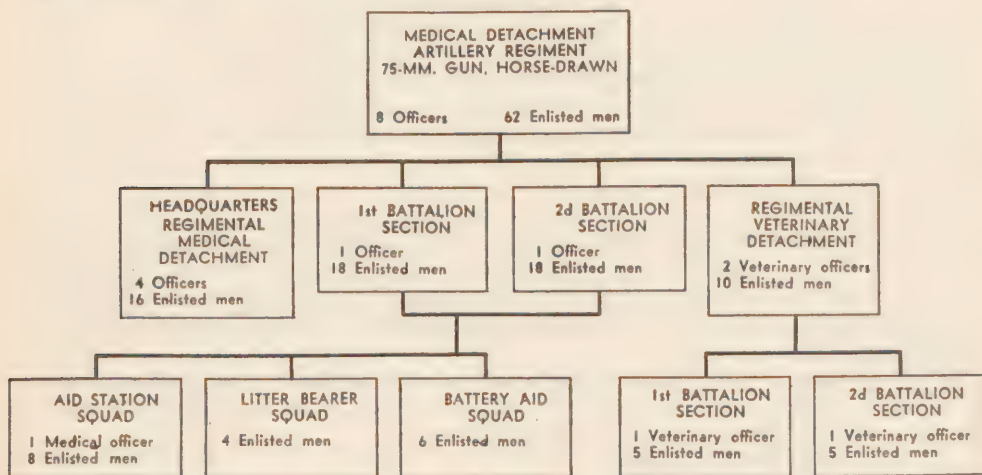 MEDICAL DETACHMENT
ARTILLERY REGIMENT
75-MM. GUN, HORSE-DRAWN
8 Officers 62 Enlisted men
HEADQUARTERS
REGIMENTAL
MEDICAL
DETACHMENT
4 Officers
16 Enlisted men
1st BATTALION
SECTION
1 Officer
18 Enlisted men
2d BATTALION
SECTION
1 Officer
18 Enlisted men
REGIMENTAL
VETERINARY
DETACHMENT
2 Veterinary officers
10 Enlisted men
AID STATION
SQUAD
1 Medical officer
8 Enlisted men
LITTER BEARER
SQUAD
4 Enlisted men
BATTERY AID
SQUAD
6 Enlisted men
1st BATTALION
SECTION
1 Veterinary officer
5 Enlisted men
2d BATTALION
SECTION
1 Veterinary officer
5 Enlisted men